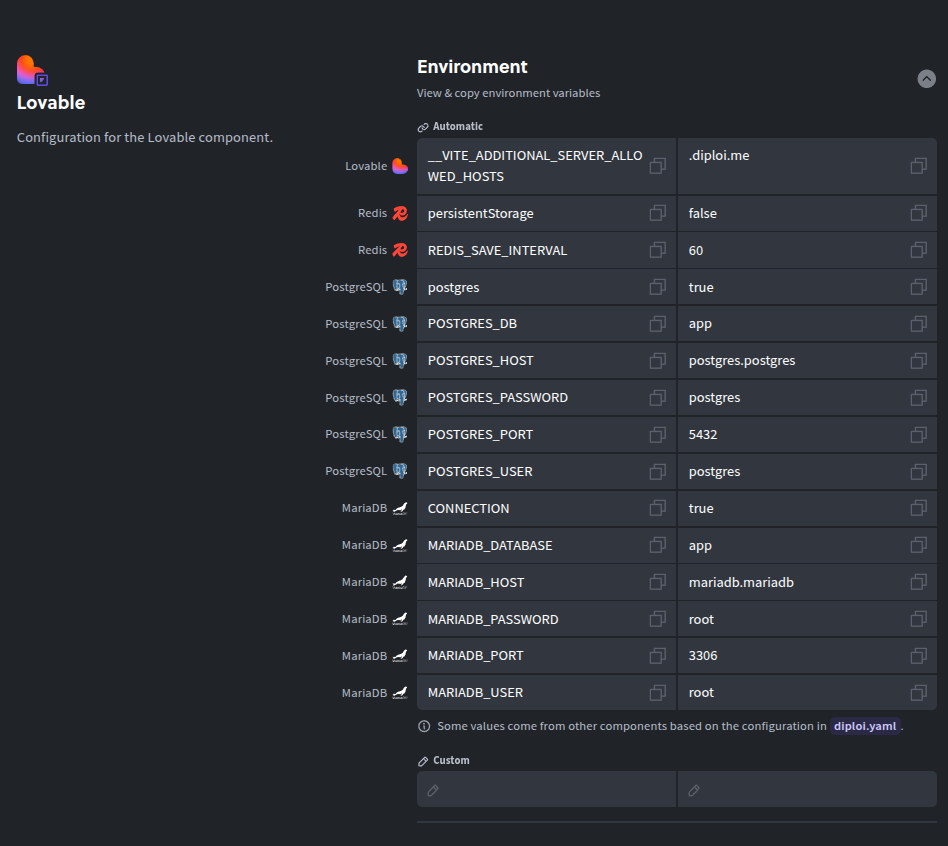 Lovable
Configuration for the Lovable component.
Environment
View & copy environment variables
Automatic
Lovable __VITE_ADDITIONAL_SERVER_ALLO .diploi.me
WED_HOSTS
Redis persistentStorage false
Redis REDIS_SAVE_INTERVAL 60
PostgreSQL postgres true
PostgreSQL POSTGRES_DB app
PostgreSQL POSTGRES_HOST postgres.postgres
PostgreSQL POSTGRES_PASSWORD postgres
PostgreSQL POSTGRES_PORT 5432
PostgreSQL POSTGRES_USER postgres
MariaDB CONNECTION true
MariaDB MARIADB_DATABASE app
MariaDB MARIADB_HOST mariadb.mariadb
MariaDB MARIADB_PASSWORD root
MariaDB MARIADB_PORT 3306
MariaDB MARIADB_USER root
Some values come from other components based on the configuration in diploi.yaml .
Custom